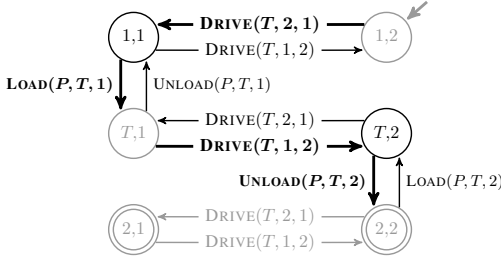 DRIVE(T, 2, 1)
1,1
1,2
DRIVE(T, 1, 2)
LOAD(P, T, 1)
UNLOAD(P, T, 1)
DRIVE(T, 2, 1)
T,1
T,2
DRIVE(T, 1, 2)
UNLOAD(P, T, 2)
LOAD(P, T, 2)
DRIVE(T, 2, 1)
2,1
2,2
DRIVE(T, 1, 2)